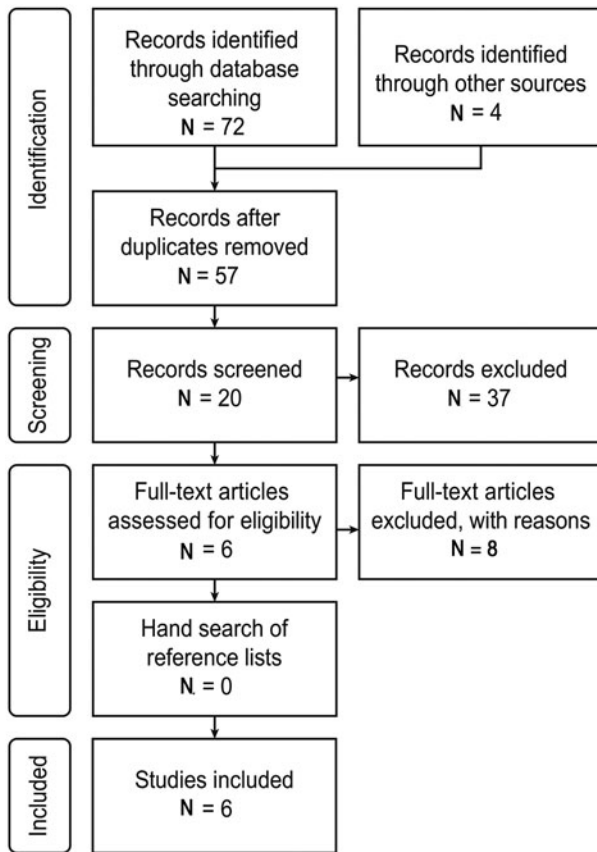 Identification
Records identified
through database
searching
N = 72
Records identified
through other sources
N = 4
Records after
duplicates removed
N = 57
Screening
Records screened
N = 20
Records excluded
N = 37
Eligibility
Full-text articles
assessed for eligibility
N = 6
Full-text articles
excluded, with reasons
N = 8
Hand search of
reference lists
N. = 0
Included
Studies included
N = 6